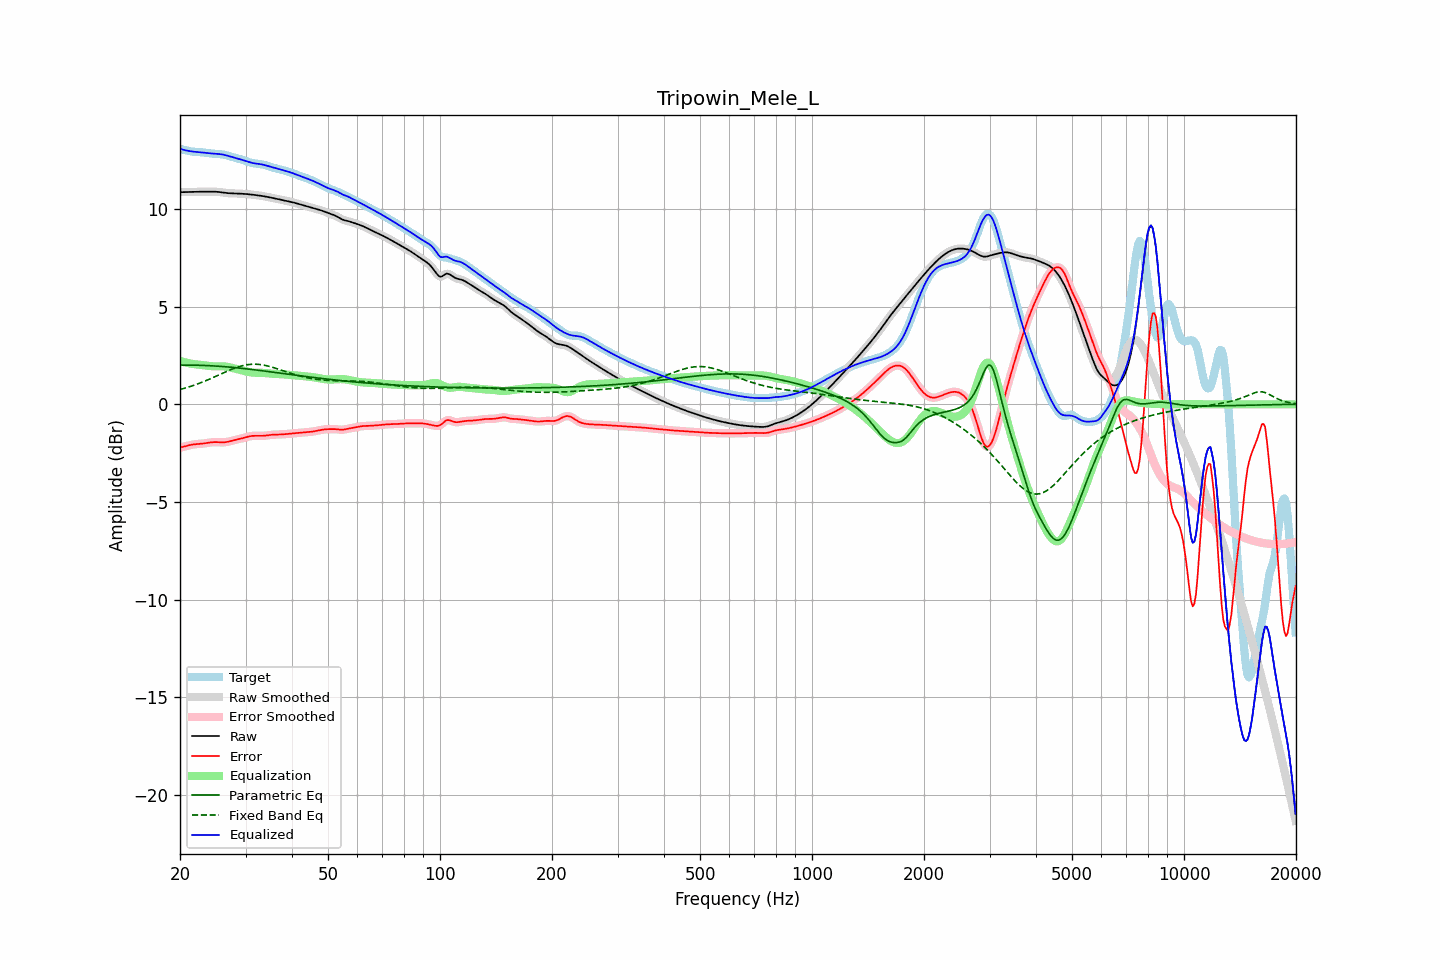 Tripowin_Mele_L
Amplitude (dBr)
10
5
0
−5
−10
−15
−20
Target
Raw Smoothed
Error Smoothed
Raw
Error
Equalization
Parametric Eq
Fixed Band Eq
Equalized
20 50 100 200 500 1000 2000 5000 10000 20000
Frequency (Hz)